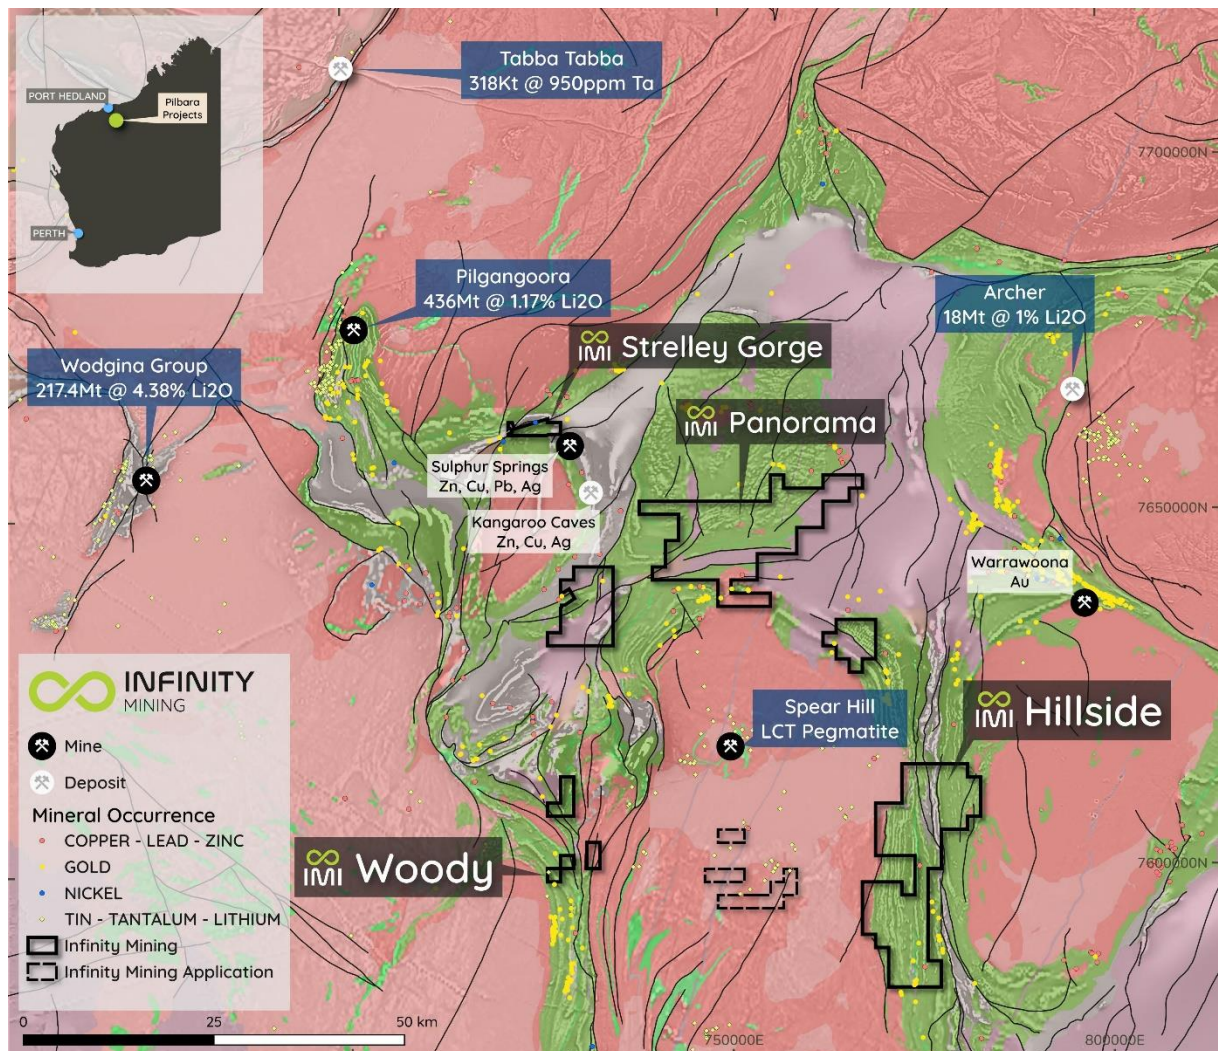 Tabba Tabba
318Kt @ 950ppm Ta
PORT HEDLAND
Pilbara
Projects
7700000N
PERTH
Pilgangoora
436Mt @ 1.17% Li2O
Archer
18Mt @ 1% Li2O
IMI Strelley Gorge
Wodgina Group
217.4Mt @ 4.38% Li2O
IMI Panorama
Sulphur Springs
Zn, Cu, Pb, Ag
Kangaroo Caves
Zn, Cu, Ag
7650000N
Warrawoona
Au
INFINITY
MINING
Mine
Deposit
Mineral Occurrence
COPPER - LEAD - ZINC
GOLD
NICKEL
TIN - TANTALUM - LITHIUM
Infinity Mining
Infinity Mining Application
Spear Hill
LCT Pegmatite
IMI Hillside
IMI Woody
7600000N
0 25 50 km
750000E
800000E